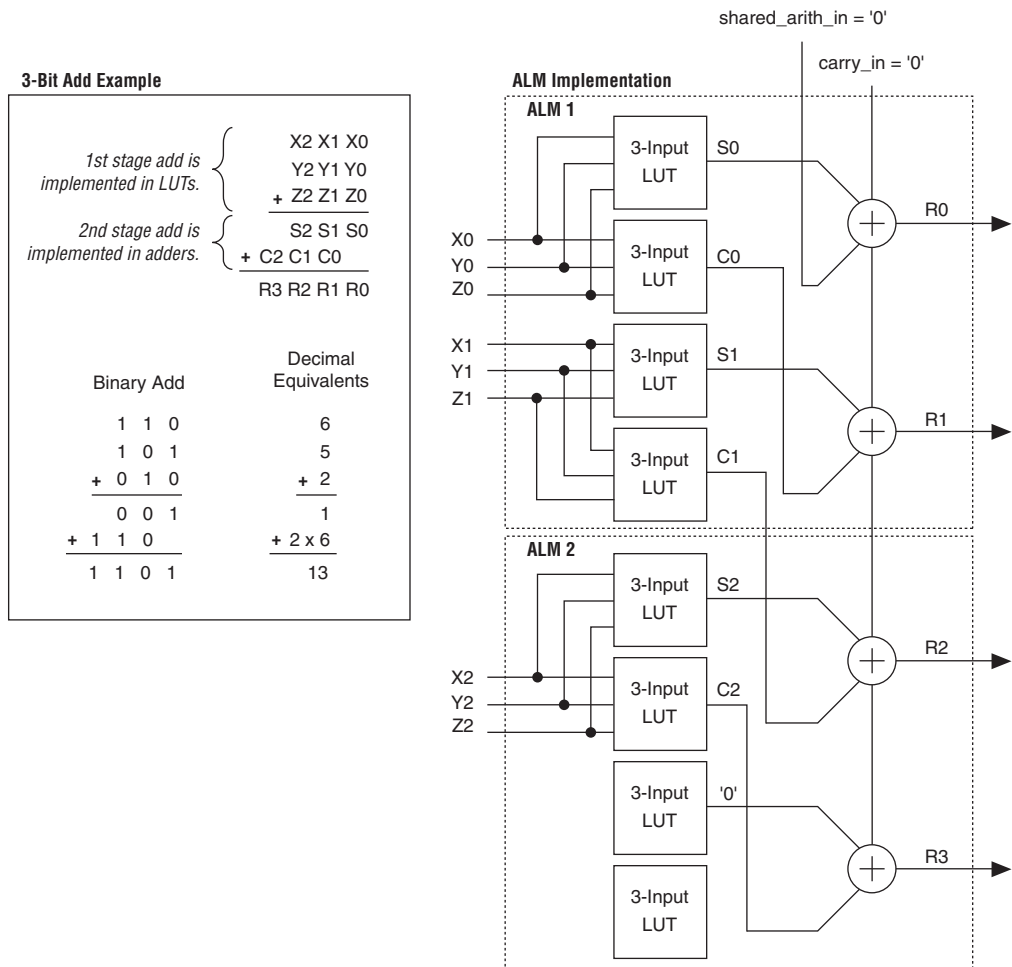 3-Bit Add Example
1st stage add is
implemented in LUTs.
X2 X1 X0
Y2 Y1 Y0
+ Z2 Z1 Z0
2nd stage add is
implemented in adders.
S2 S1 S0
+ C2 C1 C0
R3 R2 R1 R0
Binary Add
1 1 0
1 0 1
+ 0 1 0
0 0 1
+ 1 1 0
1 1 0 1
Decimal
Equivalents
6
5
+ 2
1
+ 2 x 6
13
shared_arith_in = '0'
carry_in = '0'
ALM Implementation
ALM 1
3-Input
LUT
S0
R0
X0
Y0
Z0
3-Input
LUT
C0
X1
Y1
Z1
3-Input
LUT
S1
R1
3-Input
LUT
C1
ALM 2
3-Input
LUT
S2
R2
X2
Y2
Z2
3-Input
LUT
C2
3-Input
LUT
'0'
R3
3-Input
LUT